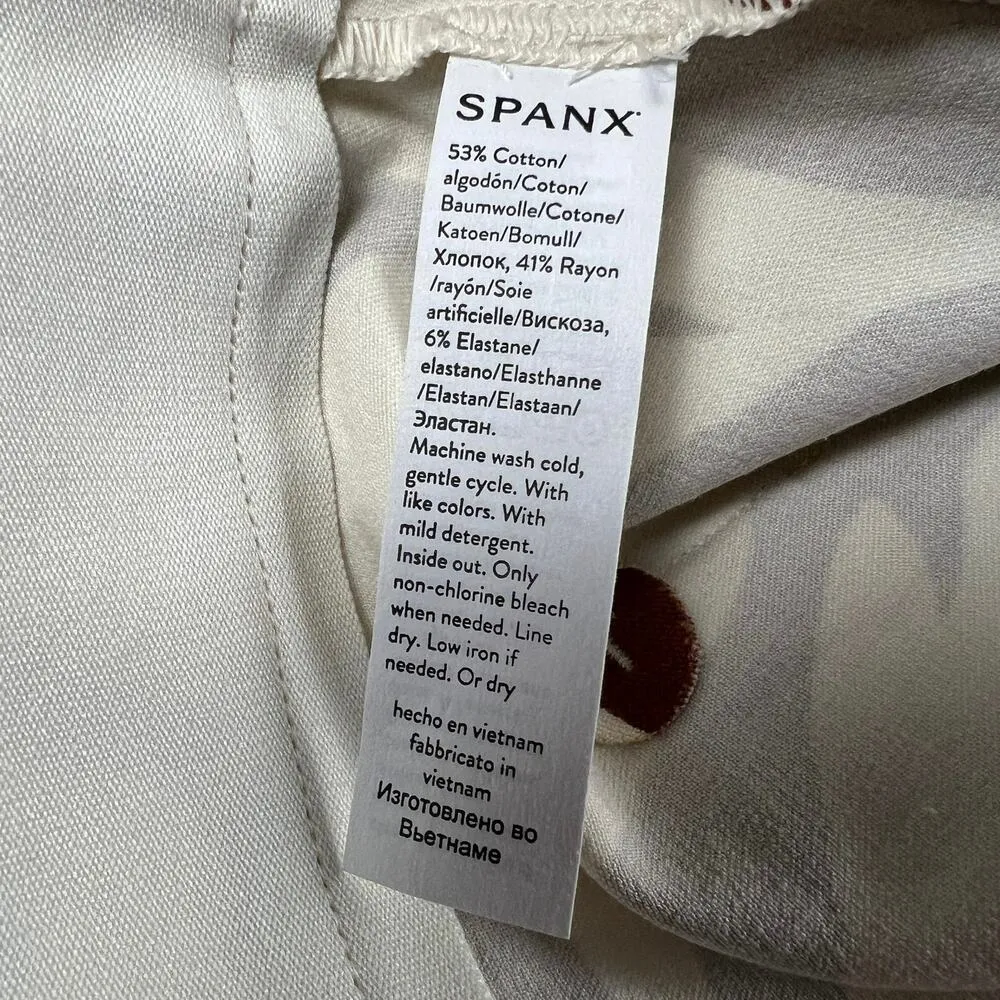 SPANX
53% Cotton/
algodón/Coton/
Baumwolle/Cotone/
Katoen/Bomull/
Хлопок, 41% Rayon
/rayón/Soie
artificielle/Вискоза,
6% Elastane/
elastano/Elasthanne
/Elastan/Elastaan/
Эластан.
Machine wash cold,
gentle cycle. With
like colors. With
mild detergent.
Inside out. Only
non-chlorine bleach
when needed. Line
dry. Low iron if
needed. Or dry
hecho en vietnam
fabbricato in
vietnam
Изготовлено во
Вьетнаме